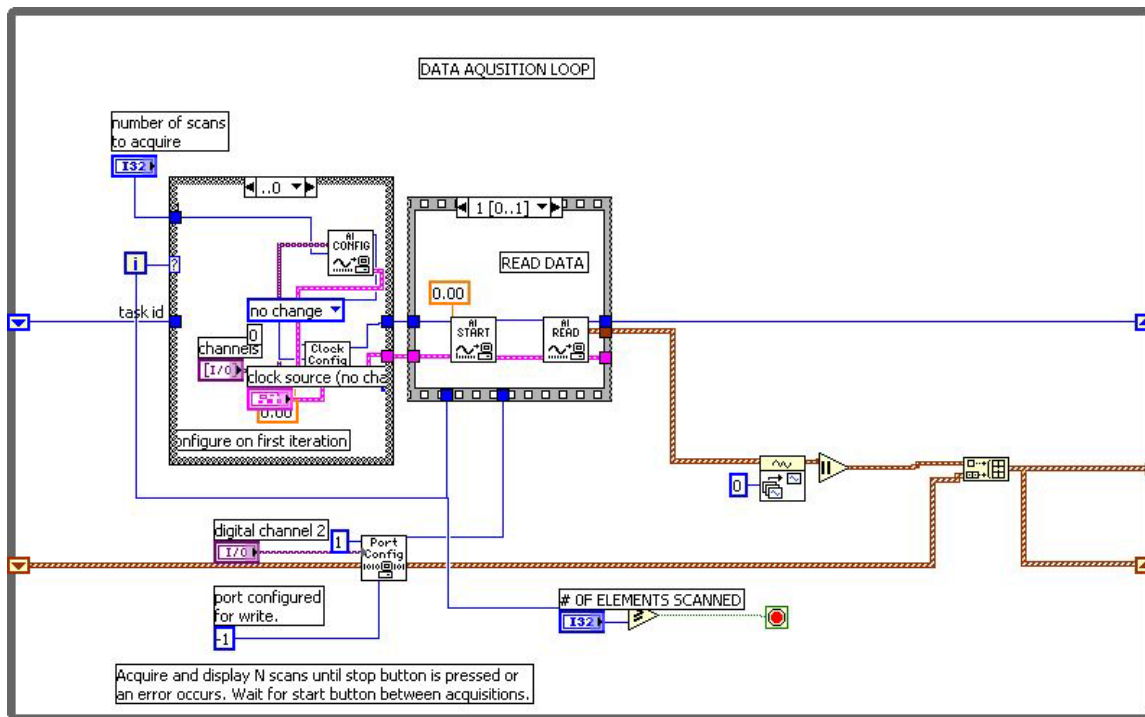 DATA AQUSITION LOOP
number of scans
to acquire
I32
..0
1 [0..1]
AI
CONFIG
READ DATA
i
?
0.00
task id
no change
0
AI
START
AI
READ
channels
Clock
Config
[I/O]
clock source (no cha
0.00
onfigure on first iteration
0
digital channel 2
1
Port
Config
I/O
port configured
for write.
-1
# 0F ELEMENTS SCANNED
I32
Acquire and display N scans until stop button is pressed or
an error occurs. Wait for start button between acquisitions.